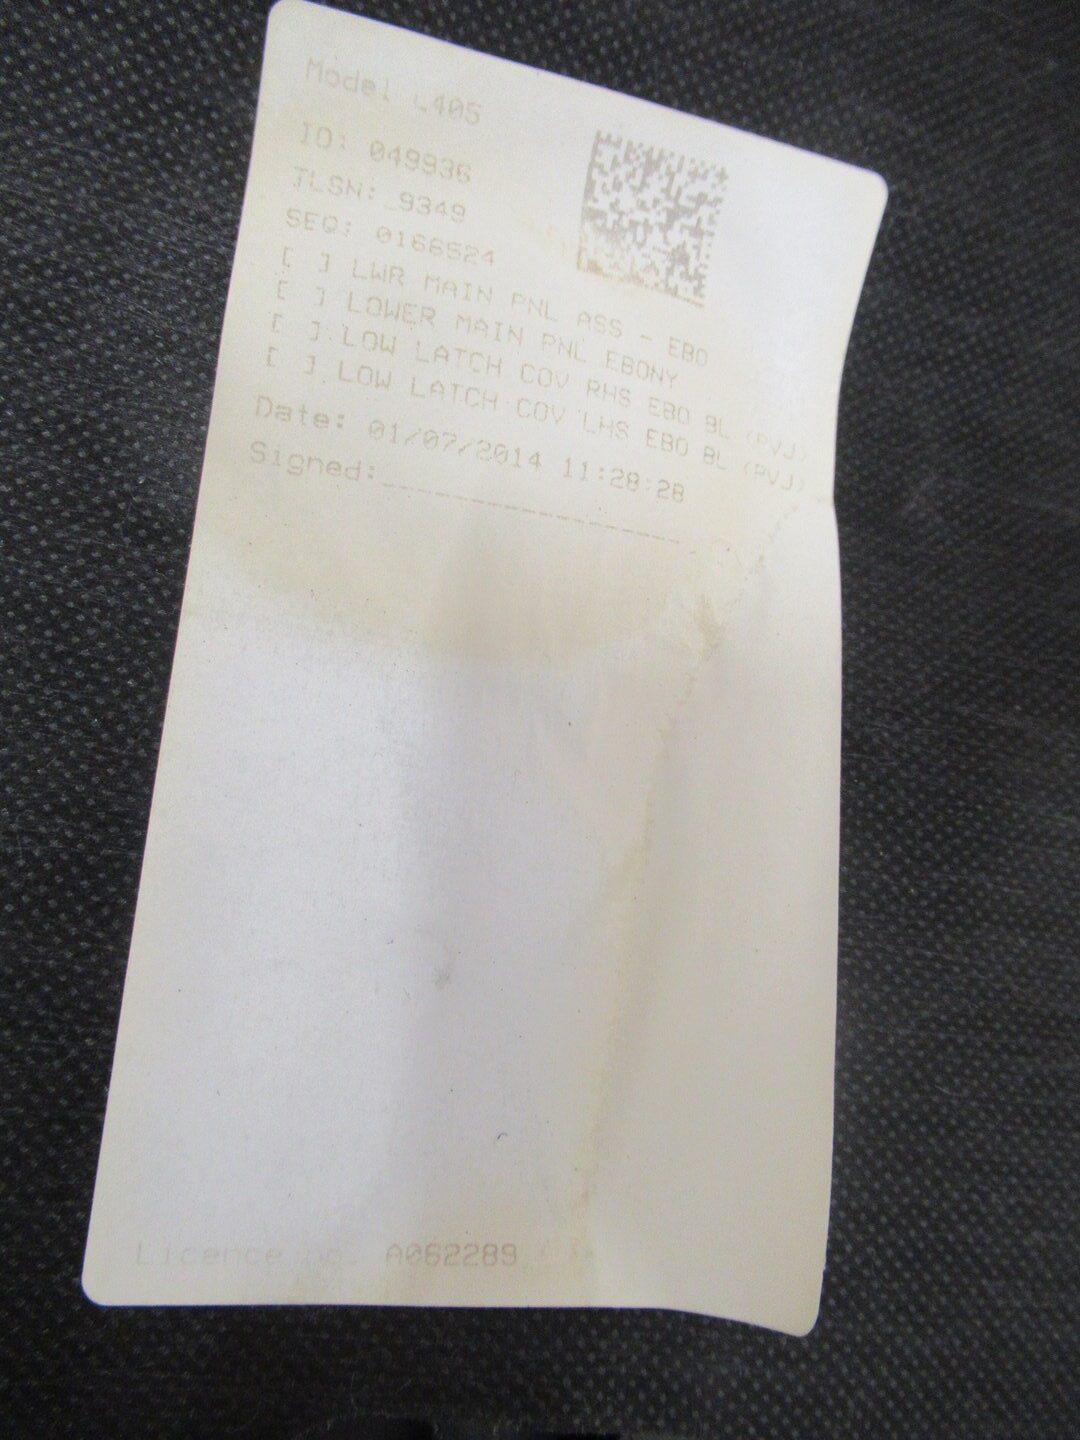 Model L405
ID: 049936
TLSN: 9349
SEQ: 0166524
[ ] LWR MAIN PNL ASS - EBO
[ ] LOWER MAIN PNL EBONY
[ ] LOW LATCH COV RHS EBO BL (PVJ)
[ ] LOW LATCH COV LHS EBO BL (PVJ)
Date: 01/07/2014 11:28:28
Signed:____________________
Licence no. A062289